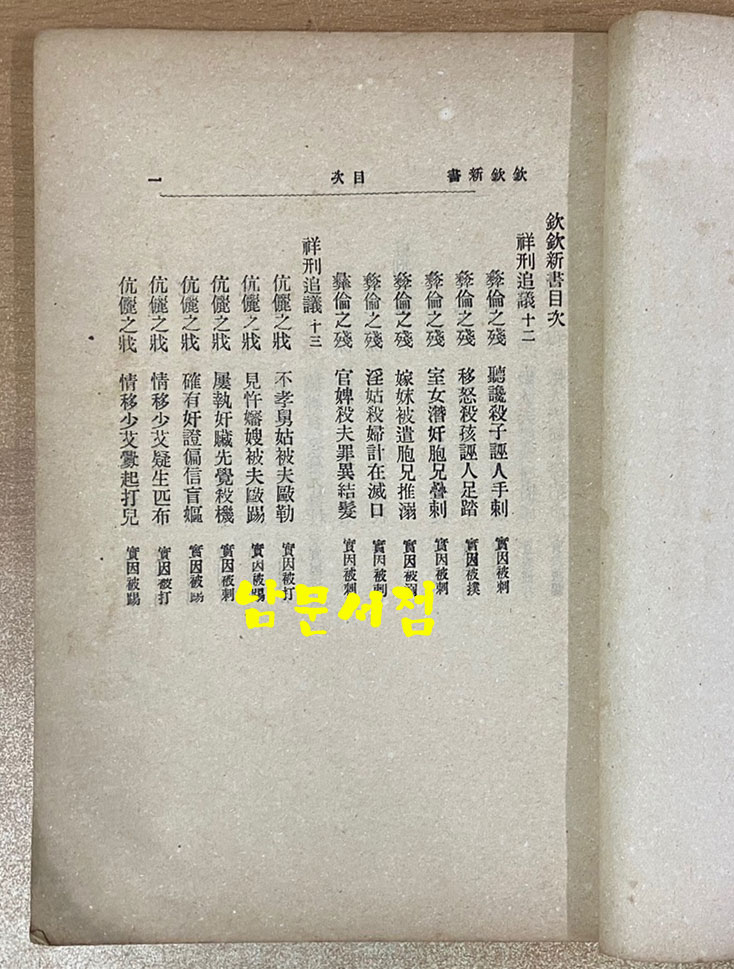 欽欽新書 目次 一
欽欽新書目次
祥刑追議 十二
彝倫之殘 聽讒殺子誣人手刺 實因被刺
彝倫之殘 移怒殺孩誣人足踏 實因被撲
彝倫之殘 室女潛奸胞兄疊刺 實因被刺
彝倫之殘 嫁妹被遣胞兄推溺 實因被溺
彝倫之殘 淫姑殺婦計在滅口 實因被刺
彝倫之殘 官婢殺夫罪異結髮 實因被刺
祥刑追議 十三
伉儷之戕 不孝舅姑被夫毆勒 實因被打
伉儷之戕 見忤嬸嫂被夫敺踢 實因被踢
伉儷之戕 屢執奸贓先覺殺機 實因被刺
伉儷之戕 確有奸證偏信盲嫗 實因被踢
伉儷之戕 情移少艾疑生匹布 實因被打
伉儷之戕 情移少艾釁起打兒 實因被踢
남문서점